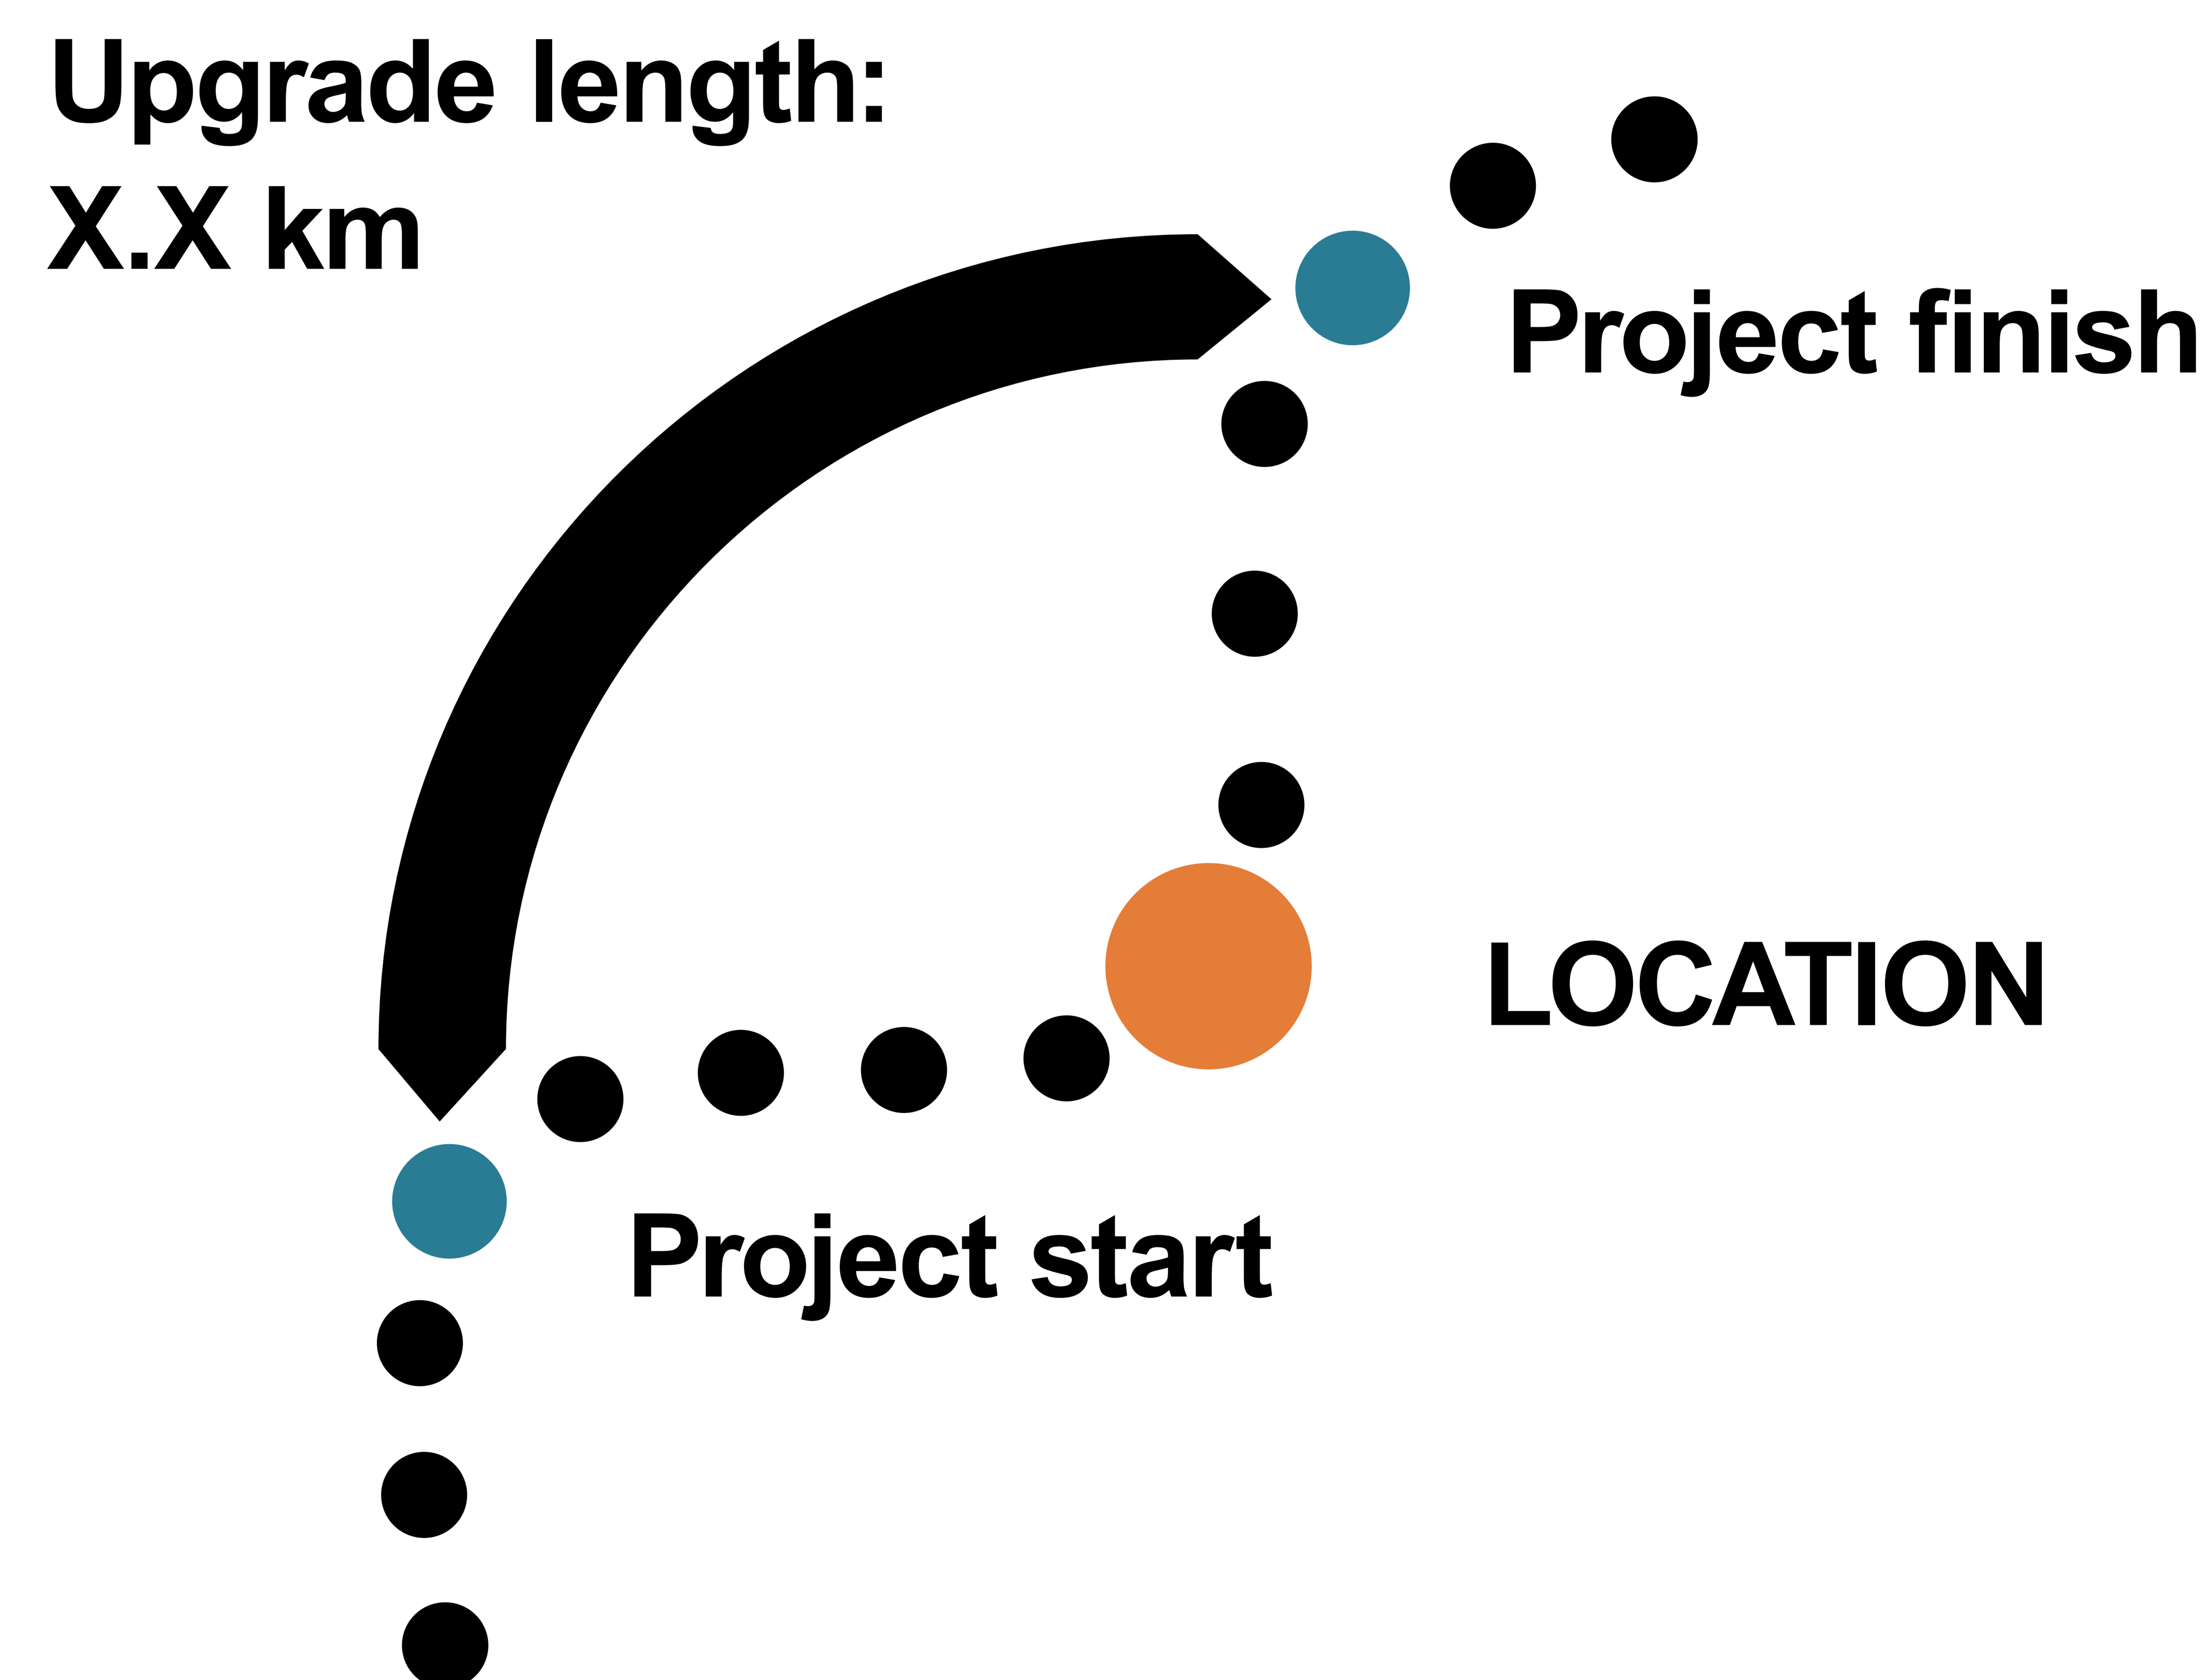 Upgrade length:
X.X km
Project finish
LOCATION
Project start